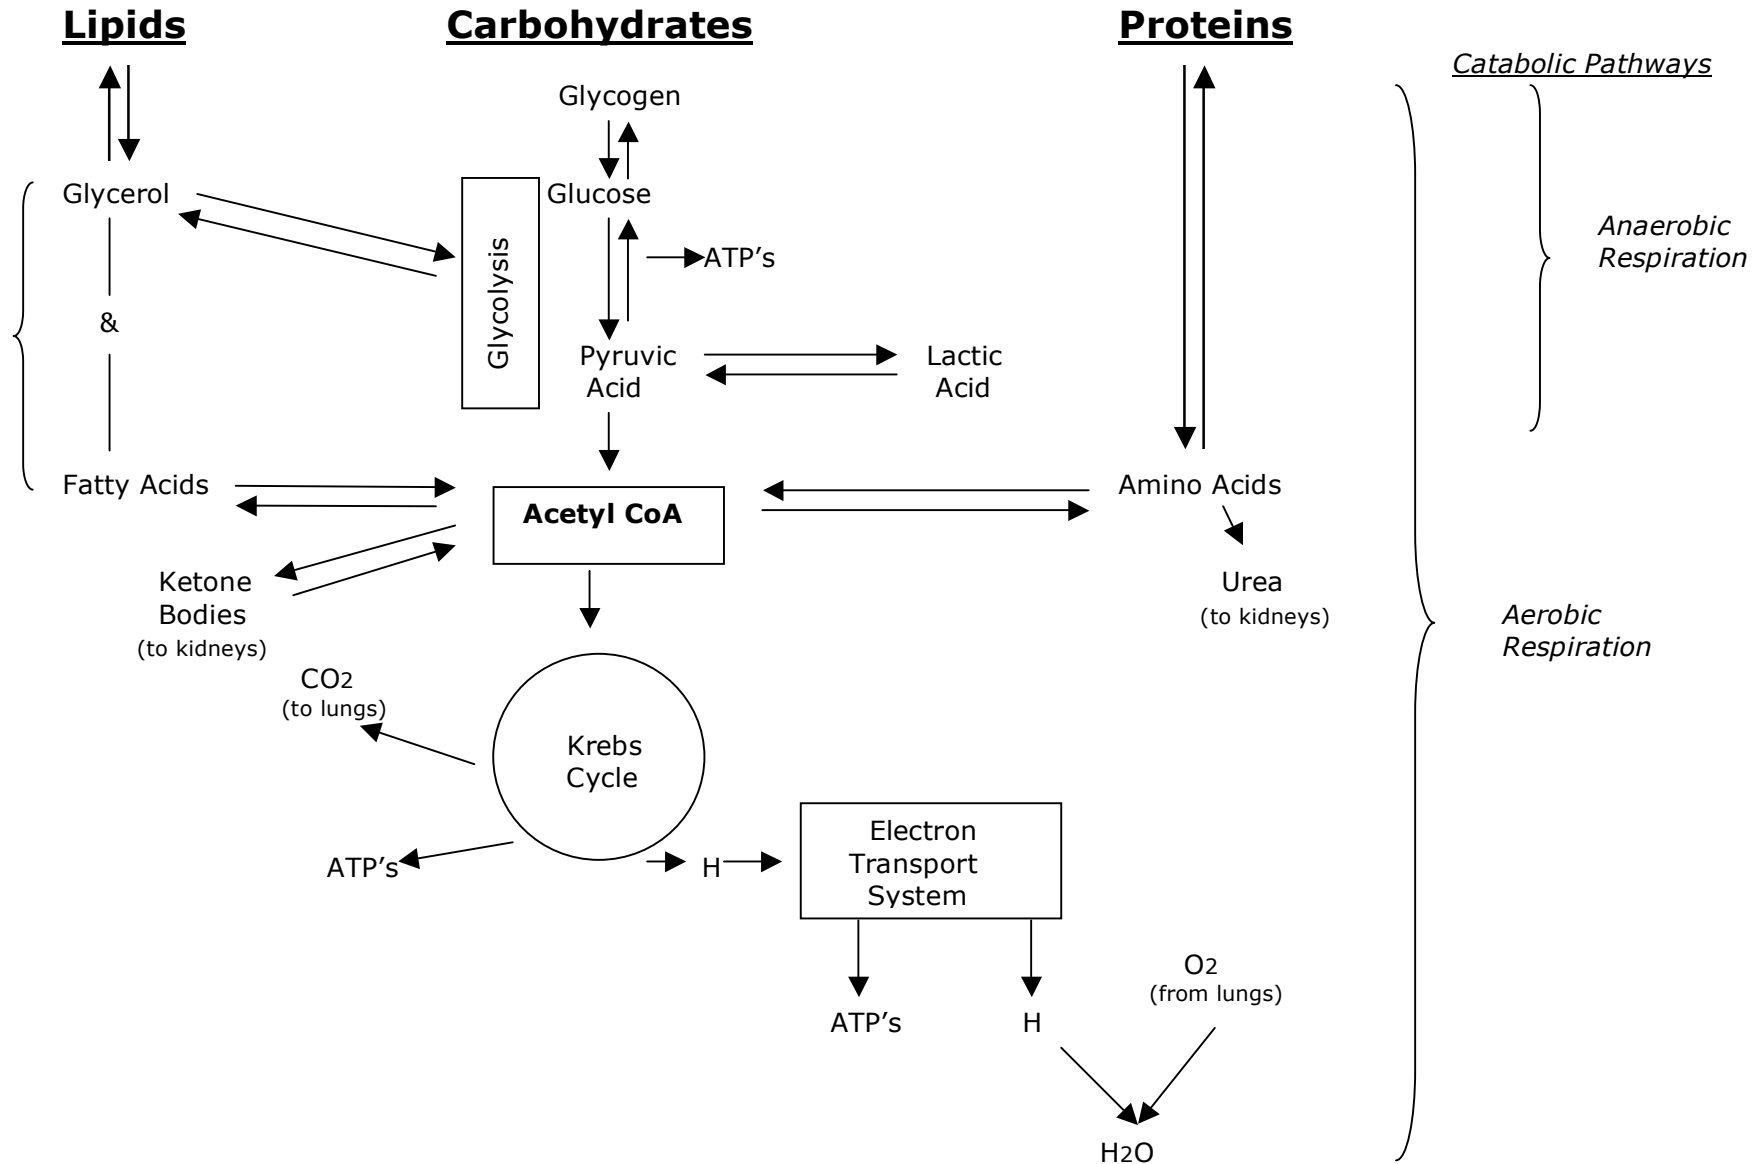 Lipids
Carbohydrates
Proteins
Catabolic Pathways
Glycogen
Glycerol
Glucose
Anaerobic
Respiration
Glycolysis
ATP’s
&
Pyruvic
Acid
Lactic
Acid
Fatty Acids
Acetyl CoA
Amino Acids
Ketone
Bodies
(to kidneys)
Urea
(to kidneys)
Aerobic
Respiration
CO2
(to lungs)
Krebs
Cycle
ATP’s
H
Electron
Transport
System
O2
(from lungs)
ATP’s
H
H2O